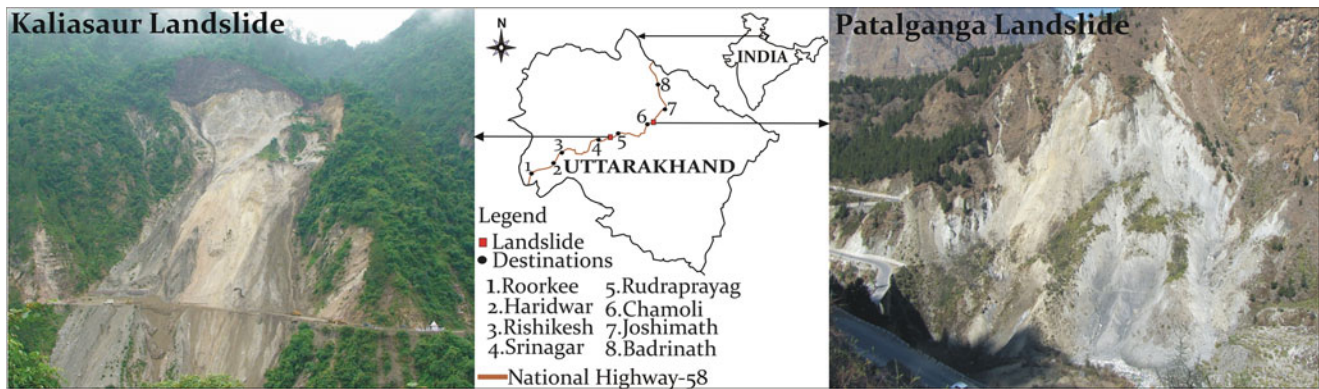 Kaliasaur Landslide
N
INDIA
Patalganga Landslide
8
7
6
5
4
3
2
1
UTTARAKHAND
Legend
Landslide
Destinations
1.Roorkee
2.Haridwar
3.Rishikesh
4.Srinagar
5.Rudraprayag
6.Chamoli
7.Joshimath
8.Badrinath
National Highway-58